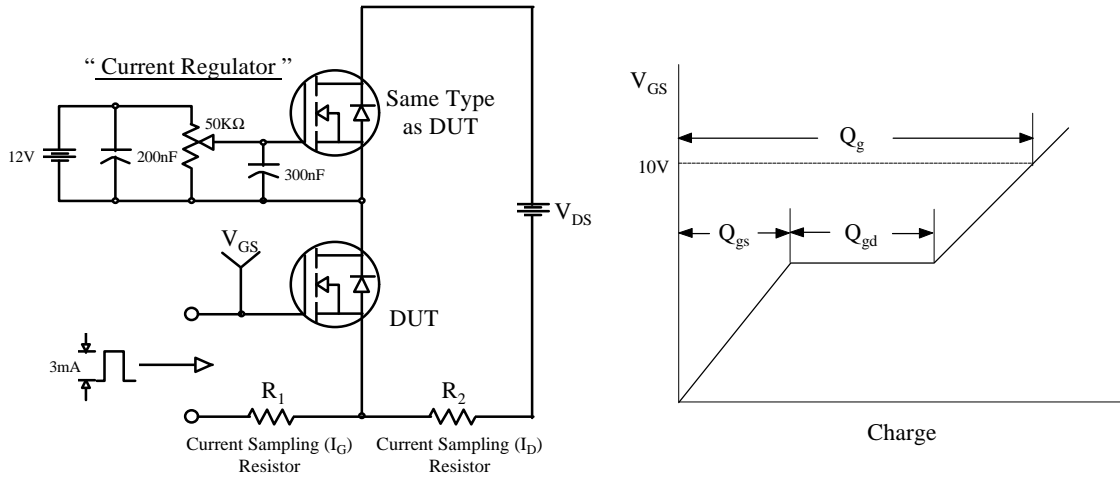 “ Current Regulator ”
Same Type
as DUT
50KΩ
12V
200nF
300nF
V_DS
V_GS
DUT
3mA
R_1
R_2
Current Sampling (I_G)
Resistor
Current Sampling (I_D)
Resistor
V_GS
Q_g
10V
Q_gs
Q_gd
Charge